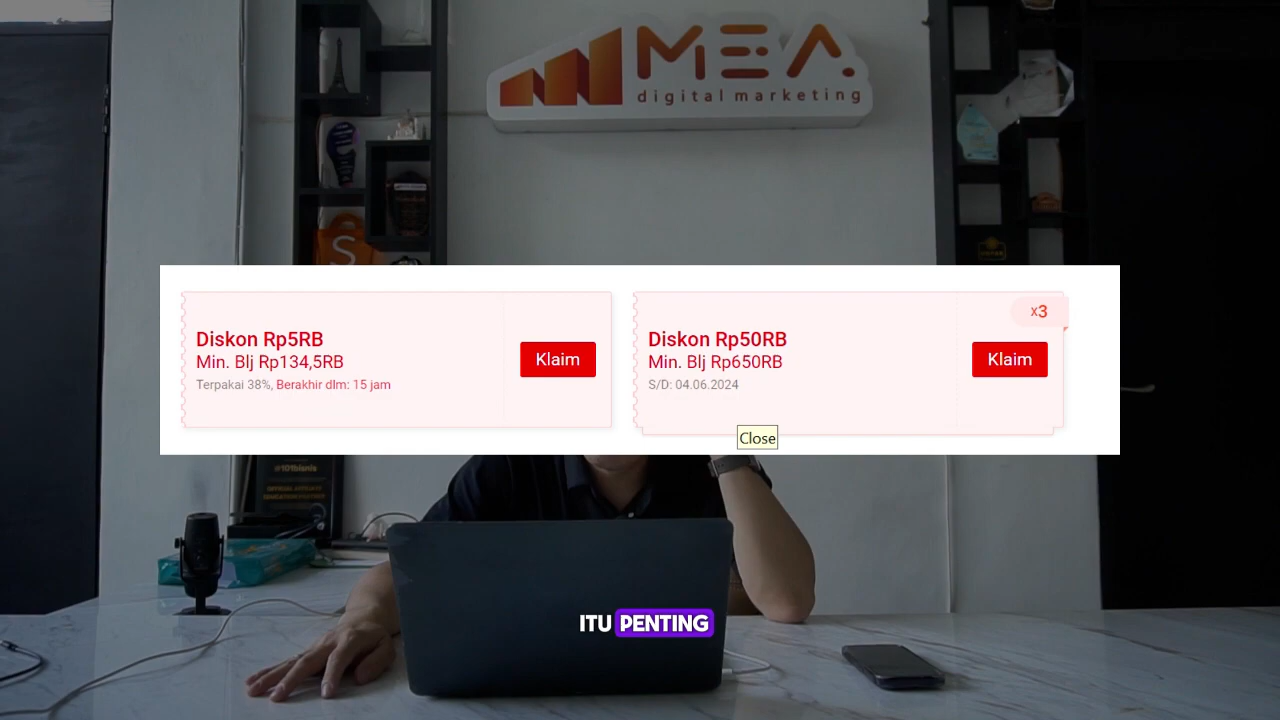 MEA
digital marketing
S
Diskon Rp5RB
Min. Blj Rp134,5RB
Terpakai 38%, Berakhir dlm: 15 jam
Klaim
x3
Diskon Rp50RB
Min. Blj Rp650RB
S/D: 04.06.2024
Klaim
Close
#101bisnis
ITU PENTING